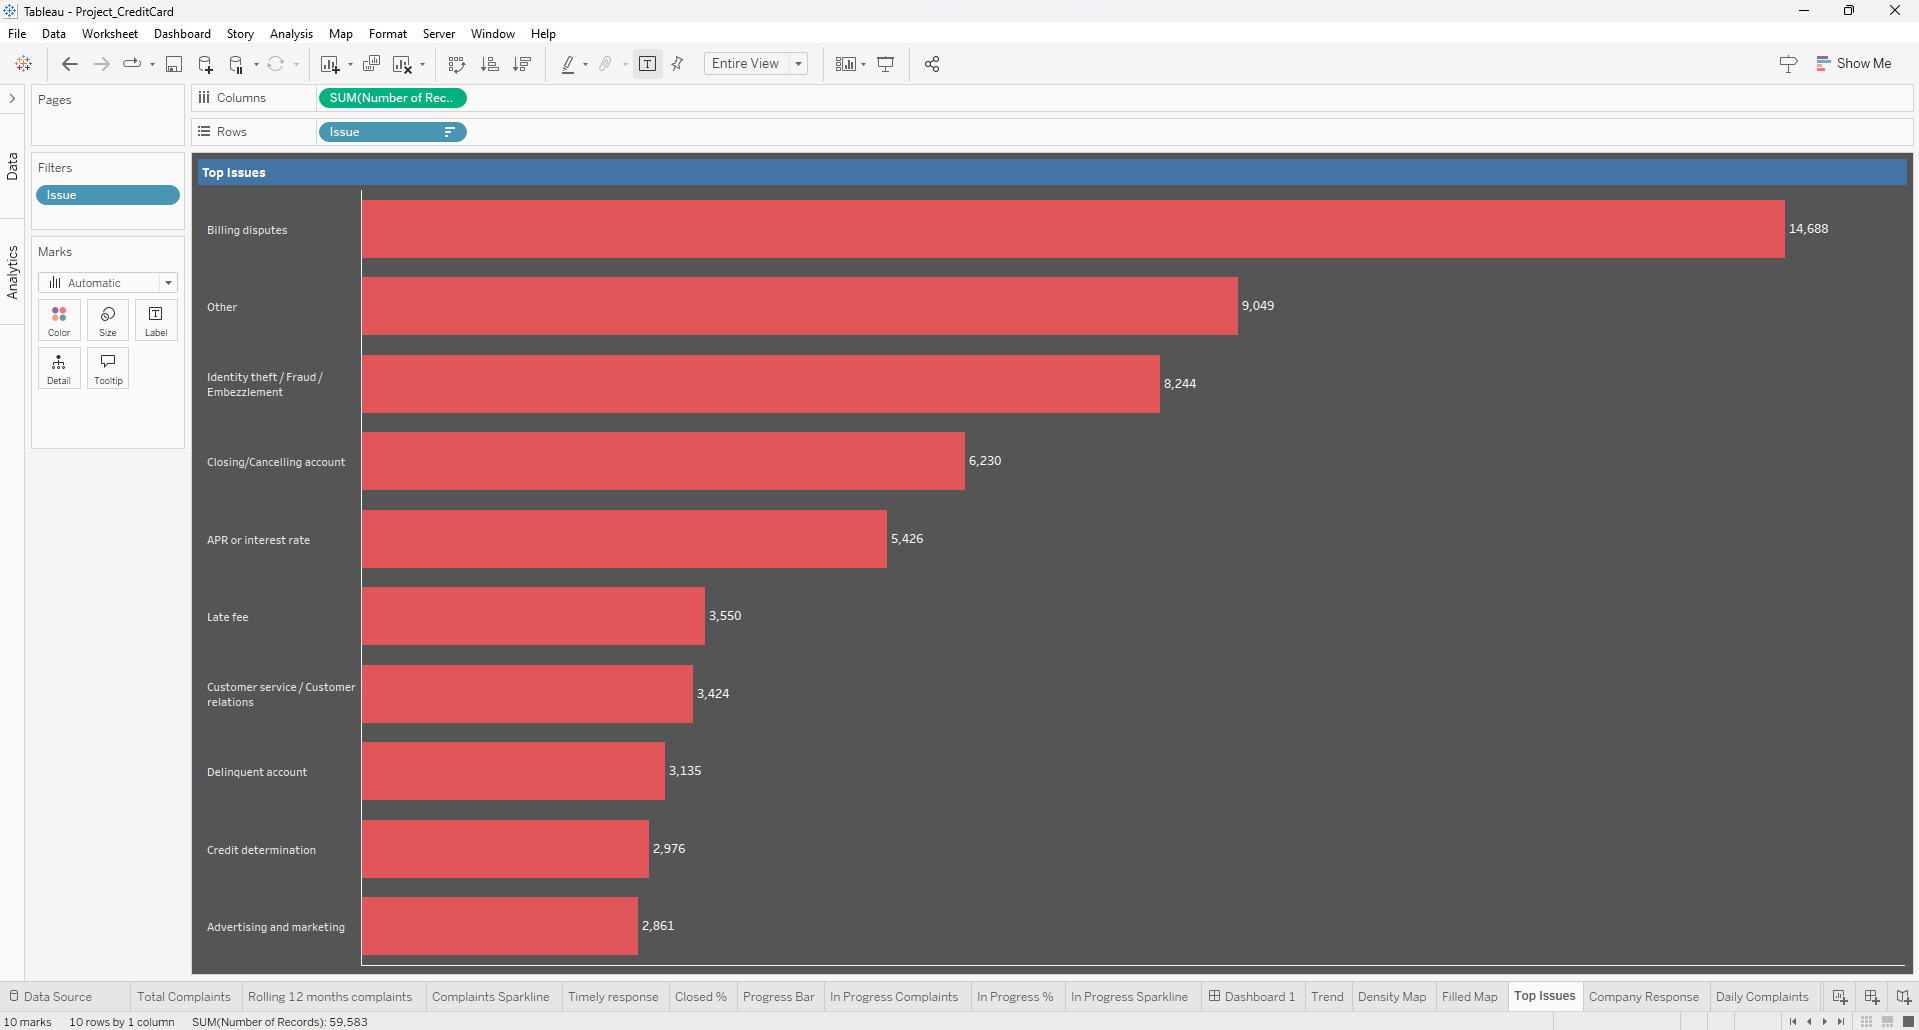 Tableau - Project_CreditCard
File Data Worksheet Dashboard Story Analysis Map Format Server Window Help
Entire View
Show Me
Pages
Columns
SUM(Number of Rec..
Rows
Issue
Data
Analytics
Filters
Issue
Marks
Automatic
Color Size Label
Detail Tooltip
Top Issues
Billing disputes 14,688
Other 9,049
Identity theft / Fraud /
Embezzlement 8,244
Closing/Cancelling account 6,230
APR or interest rate 5,426
Late fee 3,550
Customer service / Customer
relations 3,424
Delinquent account 3,135
Credit determination 2,976
Advertising and marketing 2,861
Data Source Total Complaints Rolling 12 months complaints Complaints Sparkline Timely response Closed % Progress Bar In Progress Complaints In Progress % In Progress Sparkline Dashboard 1 Trend Density Map Filled Map Top Issues Company Response Daily Complaints
10 marks 10 rows by 1 column SUM(Number of Records): 59,583